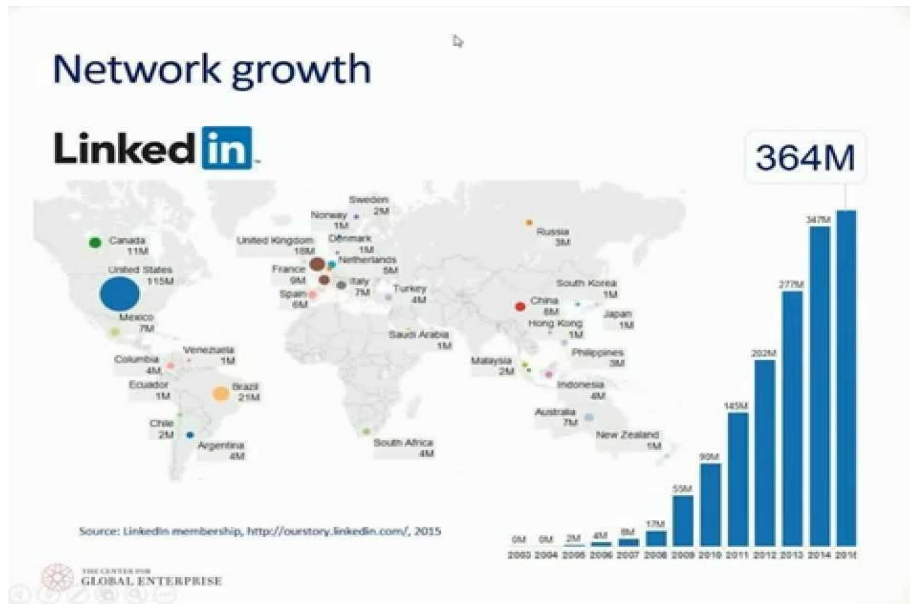 Network growth
Linked in
364M
Canada
11M
United States
115M
Mexico
7M
Columbia
4M
Venezuela
1M
Ecuador
1M
Brazil
21M
Chile
2M
Argentina
4M
Sweden
2M
Norway
1M
Denmark
1M
United Kingdom
18M
Netherlands
5M
France
9M
Italy
7M
Spain
6M
Turkey
4M
Russia
3M
Saudi Arabia
1M
South Africa
4M
China
8M
South Korea
1M
Japan
1M
Hong Kong
1M
Philippines
3M
Malaysia
2M
Indonesia
4M
Australia
7M
New Zealand
1M
0M 0M 2M 4M 8M 17M 55M 90M 145M 202M 277M 347M
2003 2004 2005 2006 2007 2008 2009 2010 2011 2012 2013 2014
Source: LinkedIn membership, http://ourstory.linkedin.com/, 2015
THE CENTER FOR
GLOBAL ENTERPRISE